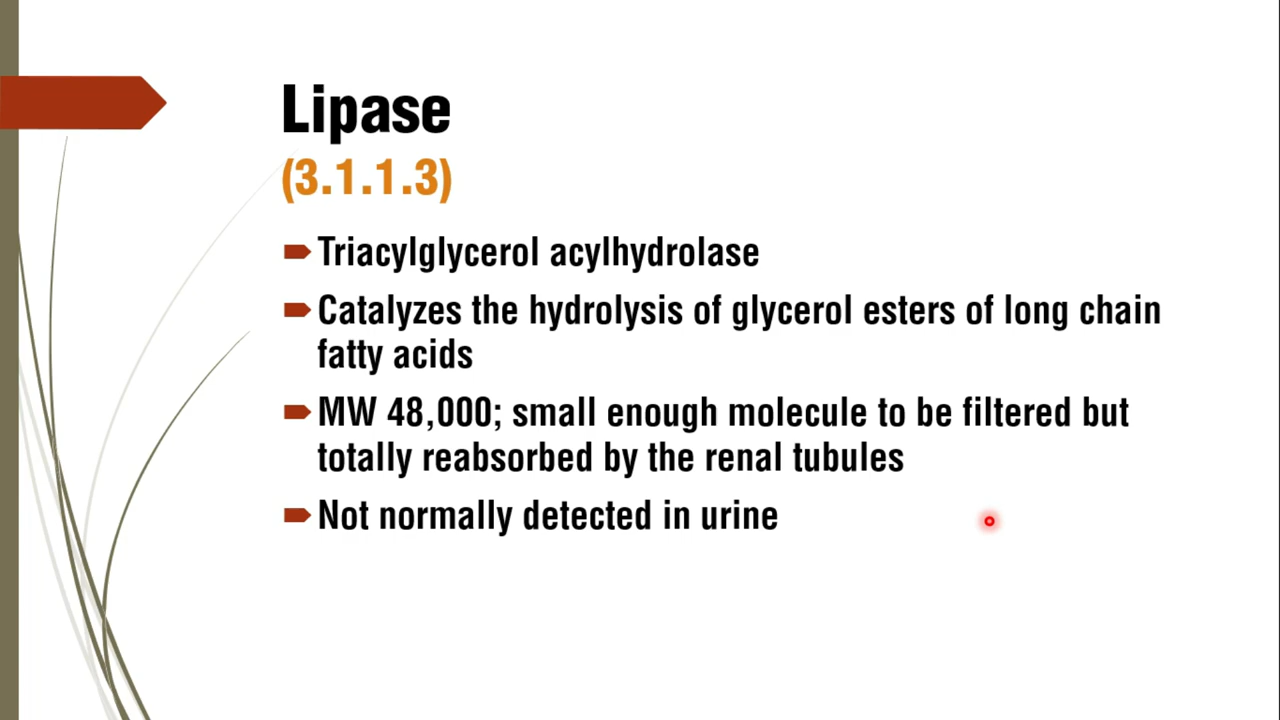 Lipase
(3.1.1.3)
Triacylglycerol acylhydrolase
Catalyzes the hydrolysis of glycerol esters of long chain
fatty acids
MW 48,000; small enough molecule to be filtered but
totally reabsorbed by the renal tubules
Not normally detected in urine